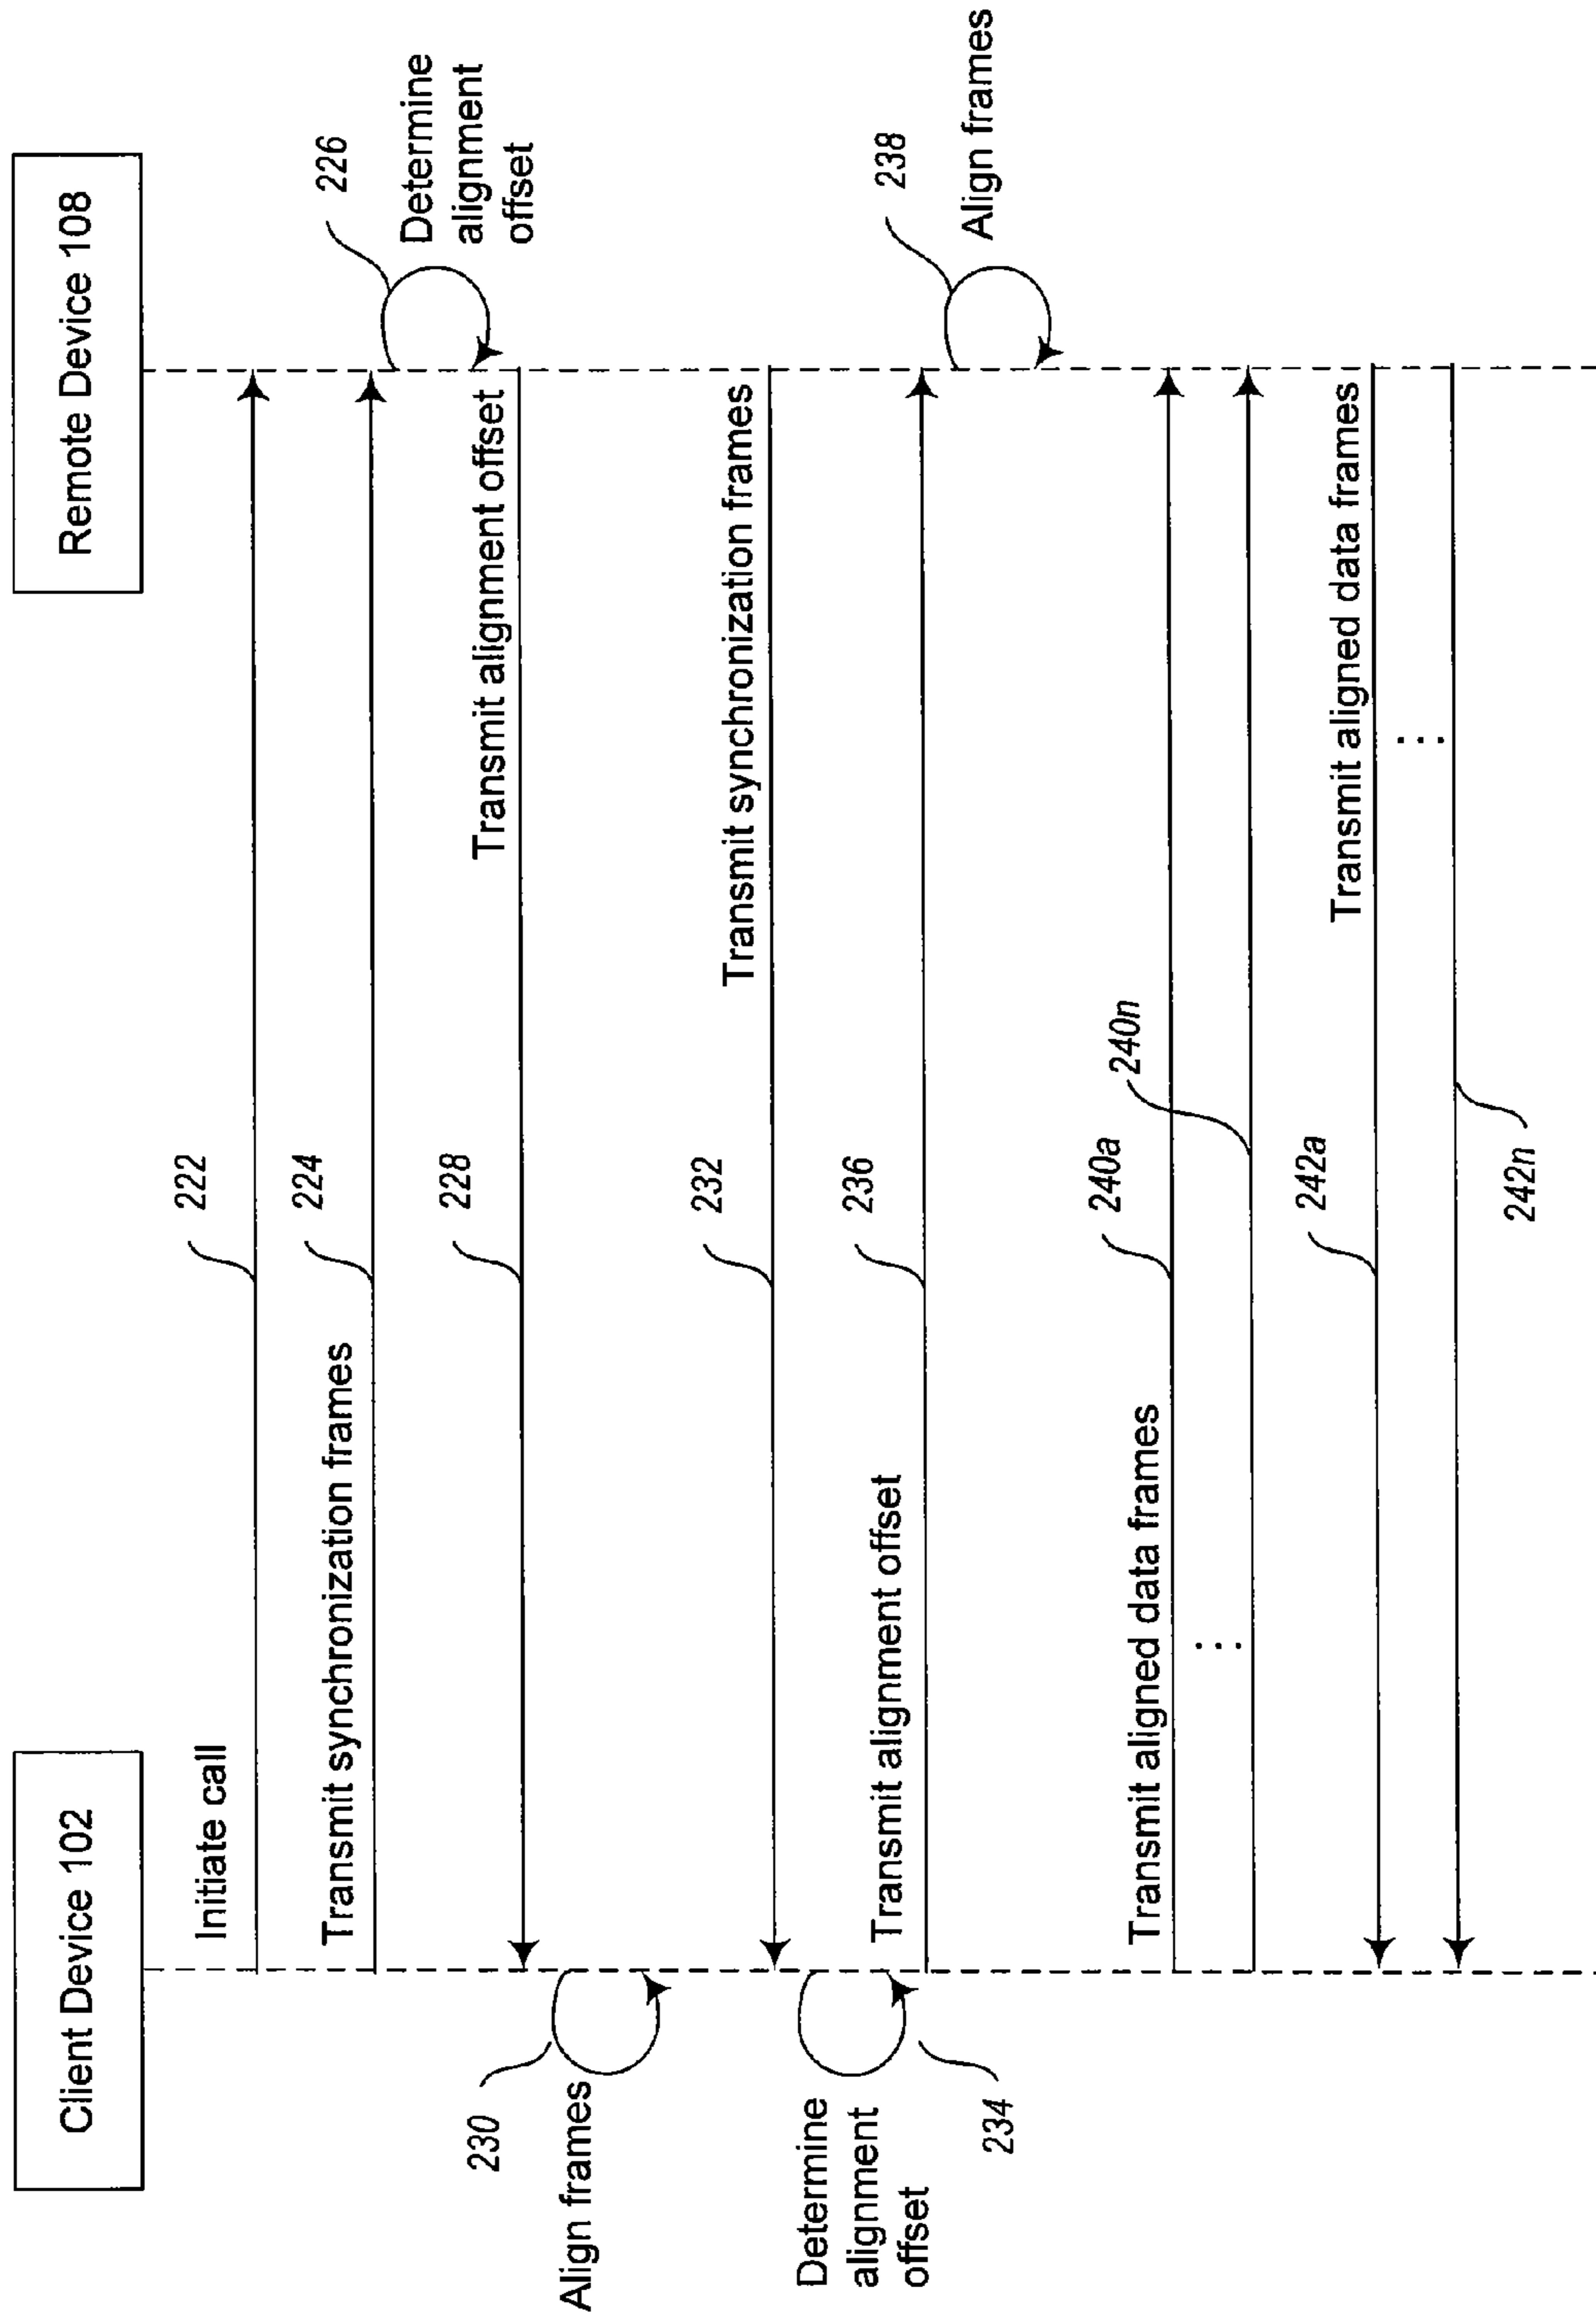 Client Device 102
Remote Device 108
Initiate call
222
Transmit synchronization frames
224
226
Determine
alignment
offset
228
Transmit alignment offset
230
Align frames
232
Transmit synchronization frames
Determine
alignment
offset
234
Transmit alignment offset
236
238
Align frames
Transmit aligned data frames
240a
240n
...
242a
Transmit aligned data frames
...
242n